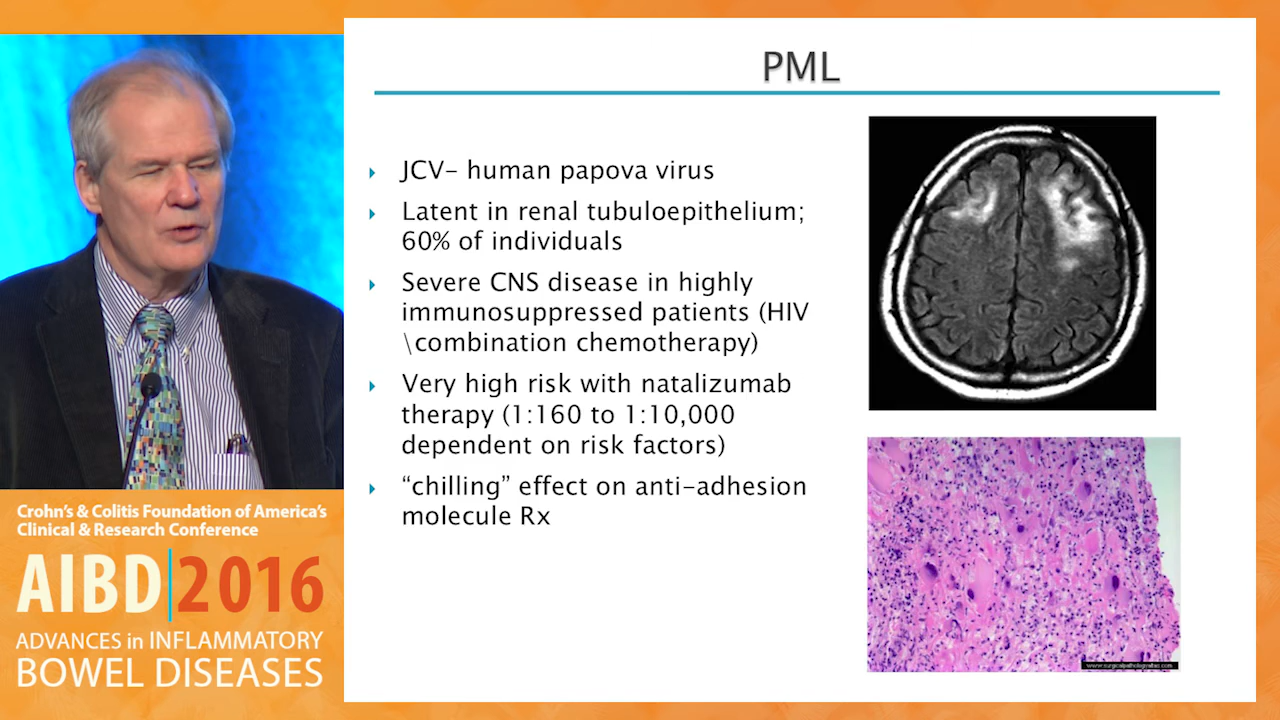 PML
JCV- human papova virus
Latent in renal tubuloepithelium;
60% of individuals
Severe CNS disease in highly
immunosuppressed patients (HIV
\combination chemotherapy)
Very high risk with natalizumab
therapy (1:160 to 1:10,000
dependent on risk factors)
“chilling” effect on anti-adhesion
molecule Rx
www.surgicalpathologyatlas.com
Crohn's & Colitis Foundation of America's
Clinical & Research Conference
AIBD 2016
ADVANCES in INFLAMMATORY
BOWEL DISEASES